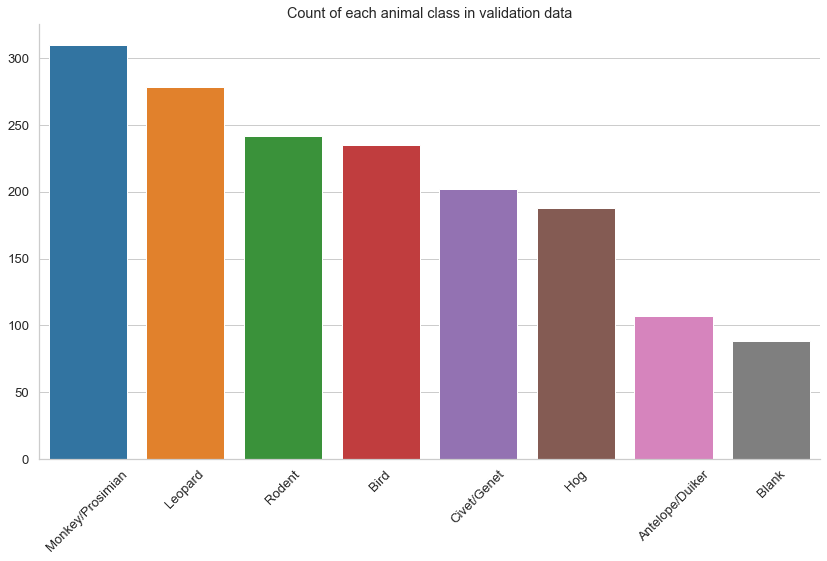 Count of each animal class in validation data
300
250
200
150
100
50
0
Monkey/Prosimian
Leopard
Rodent
Bird
Civet/Genet
Hog
Antelope/Duiker
Blank